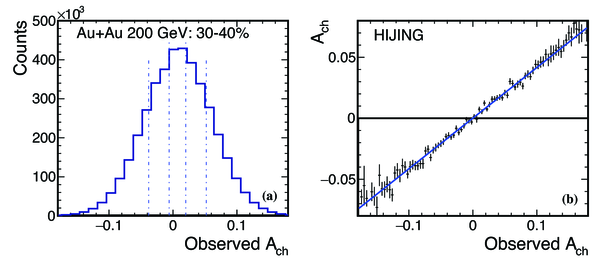 500×10³
Au+Au 200 GeV: 30-40%
400
300
200
100
0
Counts
−0.1 0 0.1
Observed A_ch
(a)
HIJING
A_ch
0.05
0
−0.05
−0.1 0 0.1
Observed A_ch
(b)